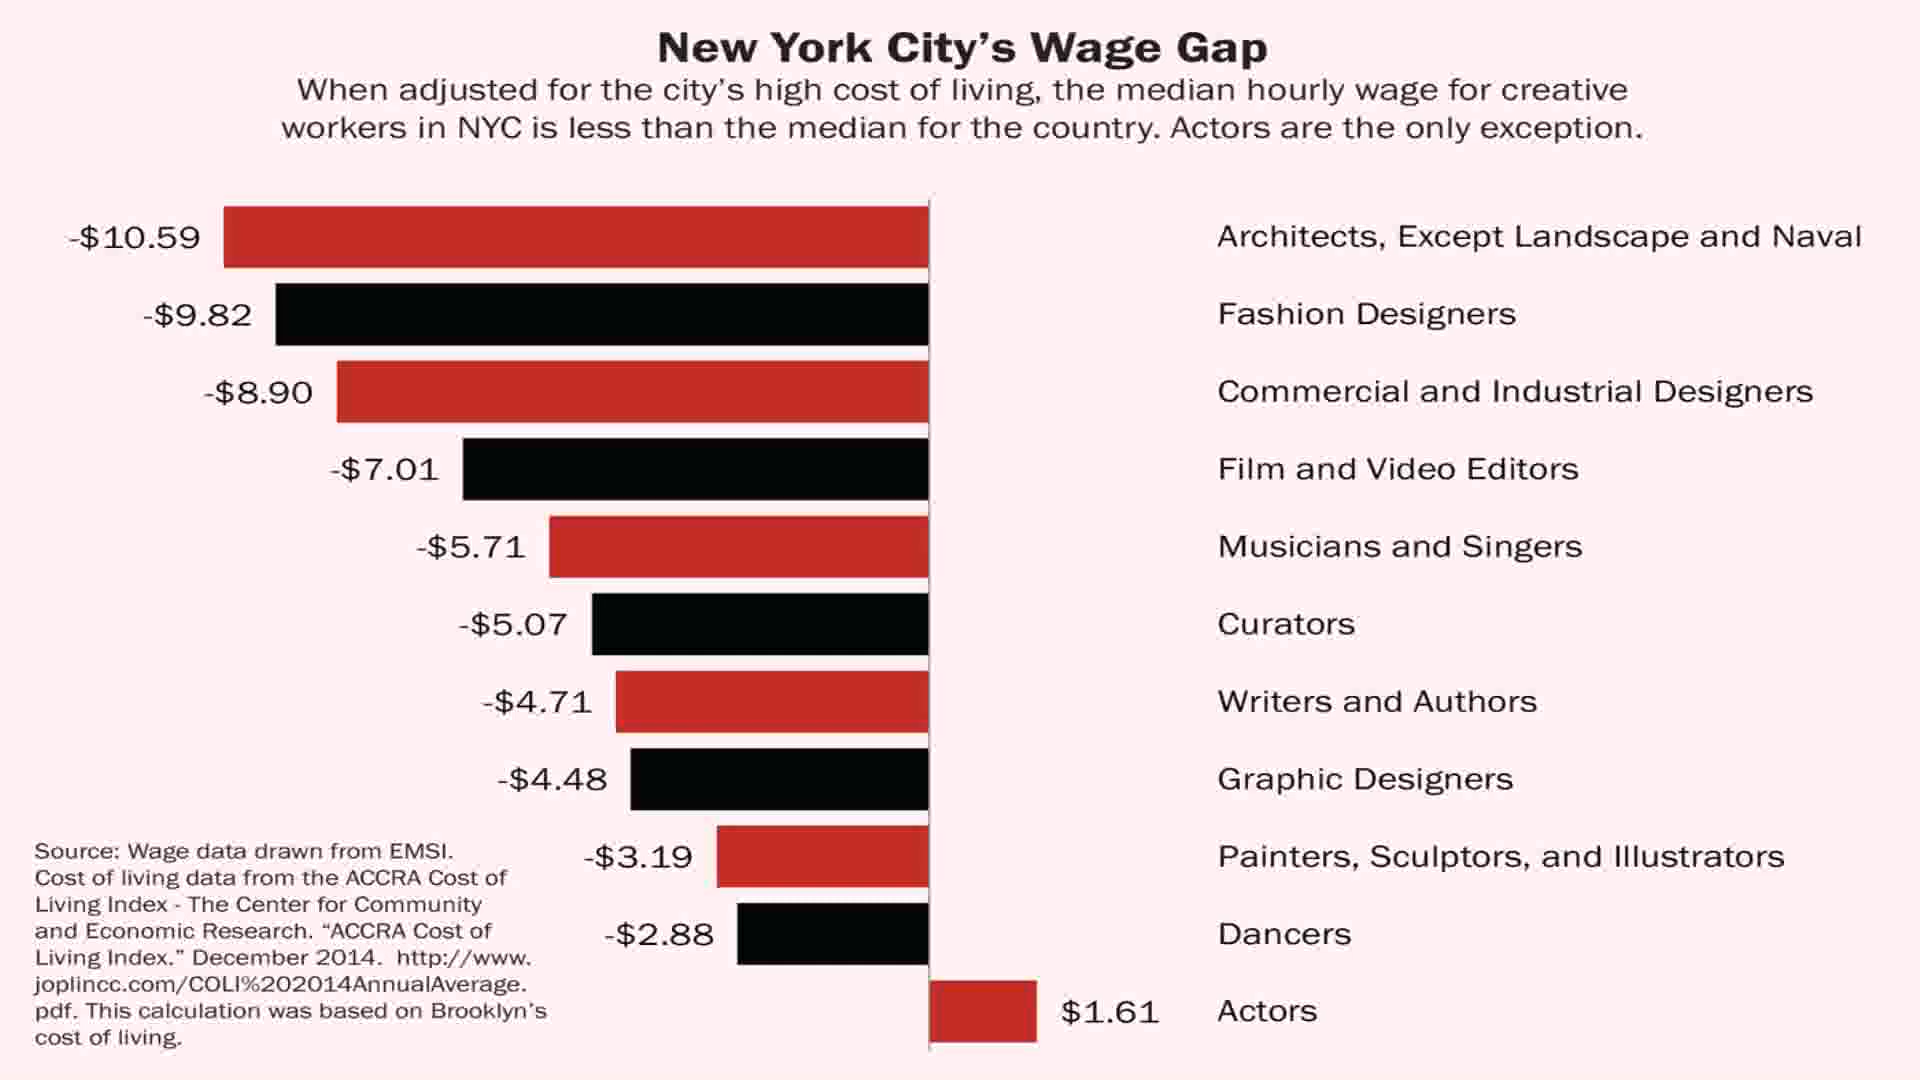 New York City’s Wage Gap
When adjusted for the city’s high cost of living, the median hourly wage for creative
workers in NYC is less than the median for the country. Actors are the only exception.
-$10.59 Architects, Except Landscape and Naval
-$9.82 Fashion Designers
-$8.90 Commercial and Industrial Designers
-$7.01 Film and Video Editors
-$5.71 Musicians and Singers
-$5.07 Curators
-$4.71 Writers and Authors
-$4.48 Graphic Designers
-$3.19 Painters, Sculptors, and Illustrators
-$2.88 Dancers
$1.61 Actors
Source: Wage data drawn from EMSI.
Cost of living data from the ACCRA Cost of
Living Index - The Center for Community
and Economic Research. “ACCRA Cost of
Living Index.” December 2014. http://www.
joplincc.com/COLI%202014AnnualAverage.
pdf. This calculation was based on Brooklyn’s
cost of living.